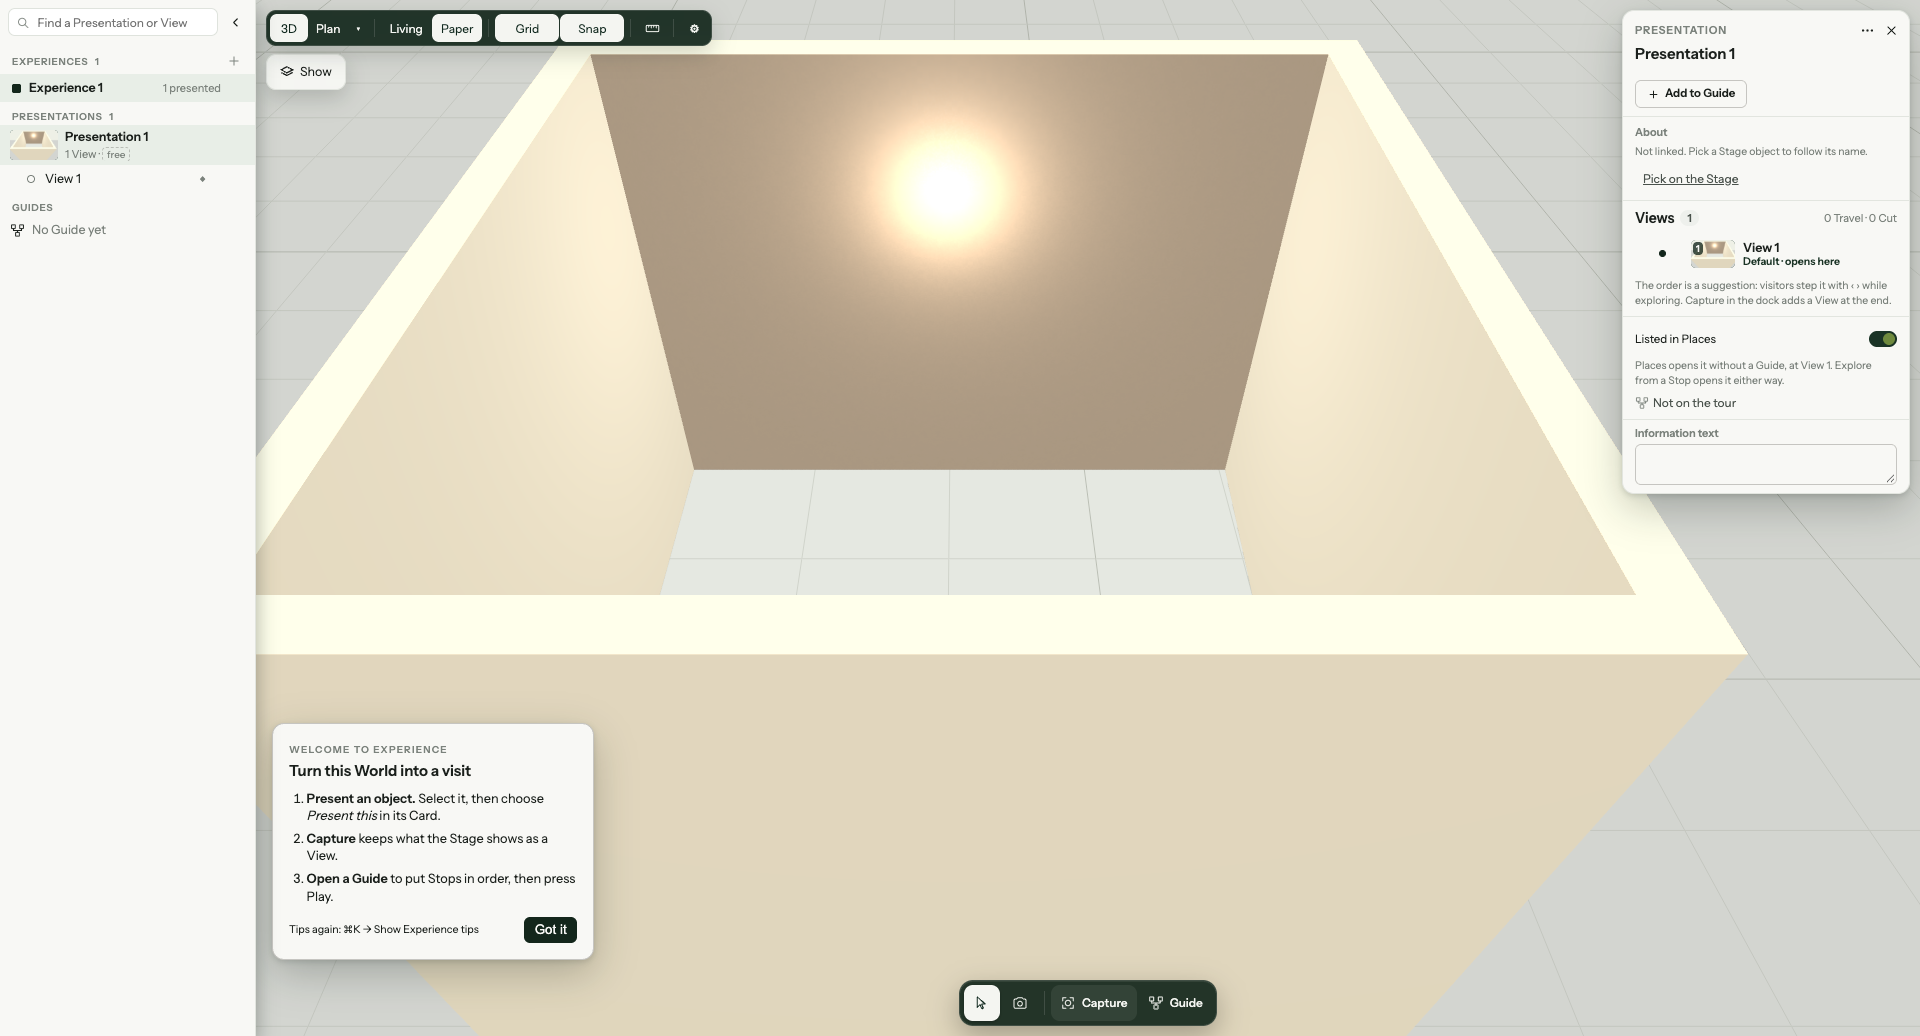 Find a Presentation or View
EXPERIENCES 1
Experience 1
1 presented
PRESENTATIONS 1
Presentation 1
1 View · free
View 1
GUIDES
No Guide yet
3D
Plan
Living
Paper
Grid
Snap
Show
WELCOME TO EXPERIENCE
Turn this World into a visit
1. Present an object. Select it, then choose
Present this in its Card.
2. Capture keeps what the Stage shows as a
View.
3. Open a Guide to put Stops in order, then press
Play.
Tips again: ⌘K → Show Experience tips
Got it
Capture
Guide
PRESENTATION
Presentation 1
Add to Guide
About
Not linked. Pick a Stage object to follow its name.
Pick on the Stage
Views 1
0 Travel · 0 Cut
1
View 1
Default · opens here
The order is a suggestion: visitors step it with ‹ › while
exploring. Capture in the dock adds a View at the end.
Listed in Places
Places opens it without a Guide, at View 1. Explore
from a Stop opens it either way.
Not on the tour
Information text